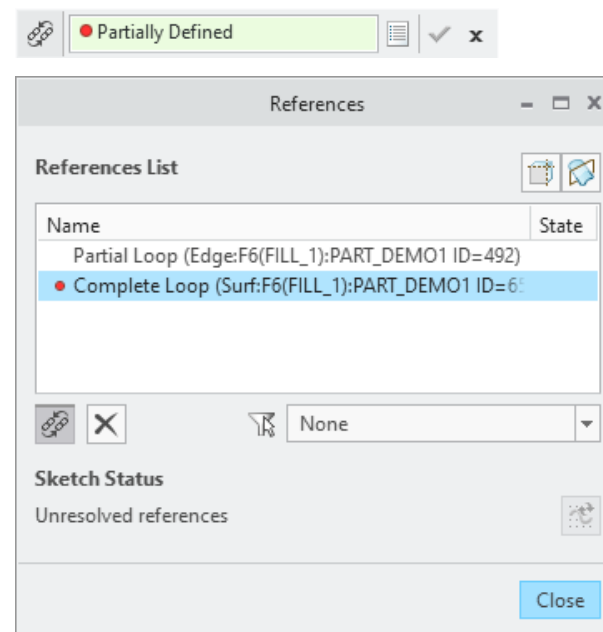 Partially Defined
x
References
References List
Name State
Partial Loop (Edge:F6(FILL_1):PART_DEMO1 ID=492)
Complete Loop (Surf:F6(FILL_1):PART_DEMO1 ID=
None
Sketch Status
Unresolved references
Close